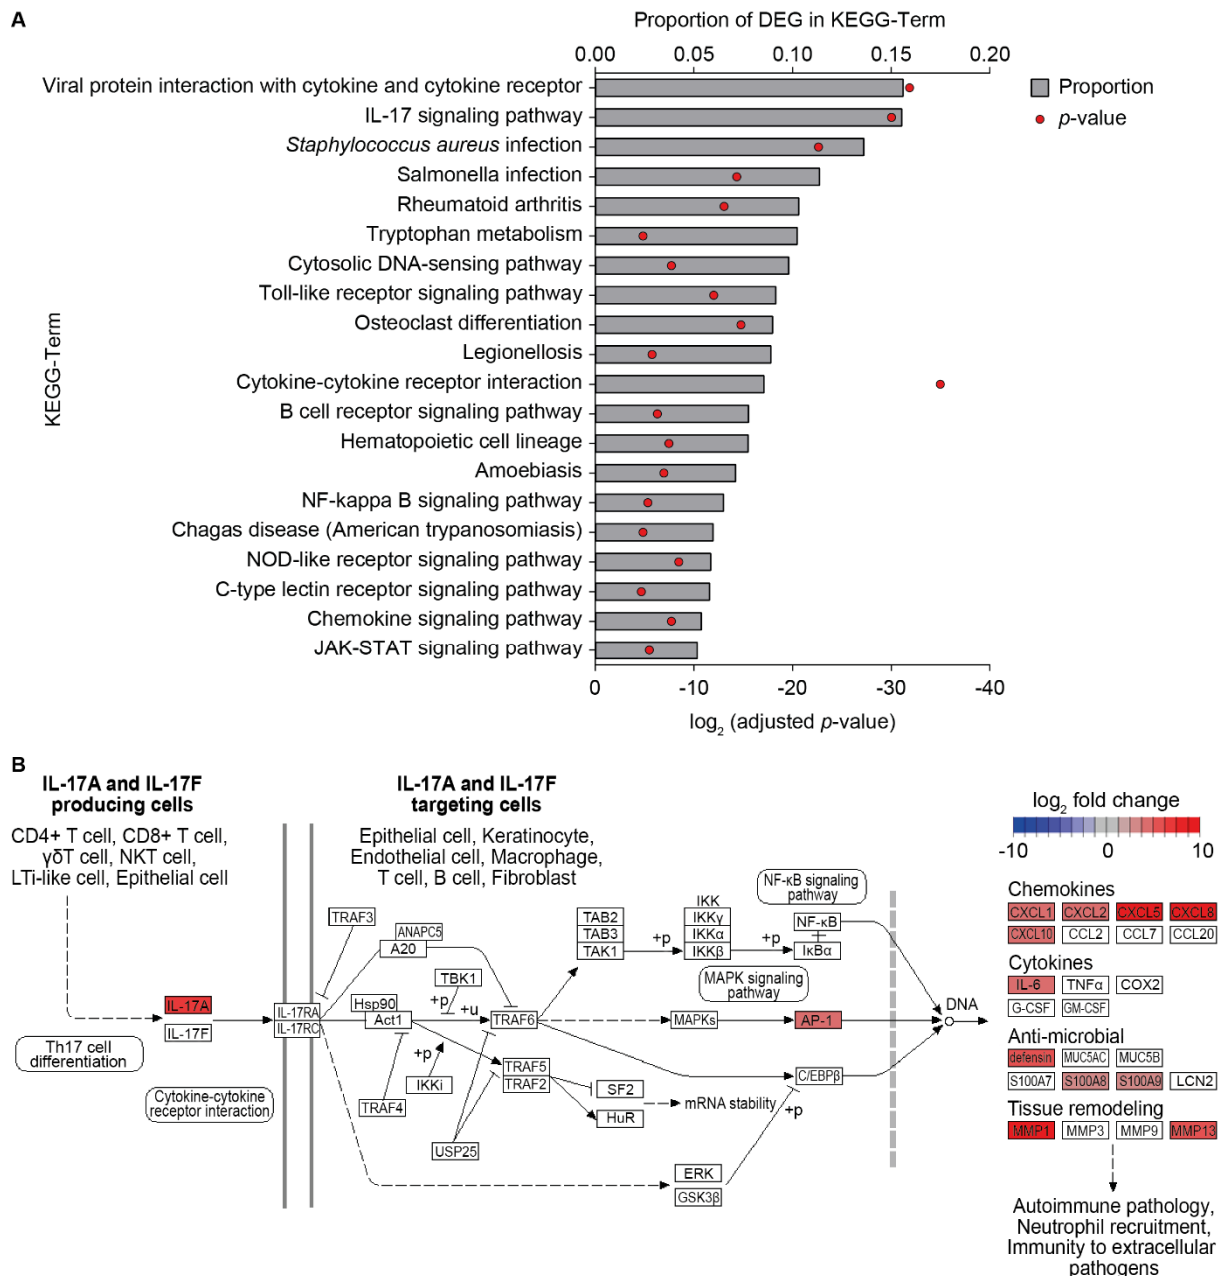 A
Proportion of DEG in KEGG-Term
0.00 0.05 0.10 0.15 0.20
Viral protein interaction with cytokine and cytokine receptor
IL-17 signaling pathway
Staphylococcus aureus infection
Salmonella infection
Rheumatoid arthritis
Tryptophan metabolism
Cytosolic DNA-sensing pathway
Toll-like receptor signaling pathway
Osteoclast differentiation
Legionellosis
Cytokine-cytokine receptor interaction
B cell receptor signaling pathway
Hematopoietic cell lineage
Amoebiasis
NF-kappa B signaling pathway
Chagas disease (American trypanosomiasis)
NOD-like receptor signaling pathway
C-type lectin receptor signaling pathway
Chemokine signaling pathway
JAK-STAT signaling pathway
KEGG-Term
Proportion
p-value
0 -10 -20 -30 -40
log2 (adjusted p-value)
B
IL-17A and IL-17F
producing cells
CD4+ T cell, CD8+ T cell,
γδT cell, NKT cell,
LTi-like cell, Epithelial cell
IL-17A and IL-17F
targeting cells
Epithelial cell, Keratinocyte,
Endothelial cell, Macrophage,
T cell, B cell, Fibroblast
IL-17A
IL-17F
Th17 cell
differentiation
Cytokine-cytokine
receptor interaction
IL-17RA
IL-17RC
TRAF3
ANAPC5
A20
TBK1
Hsp90
Act1
+p
+u
TRAF6
+p
IKKi
TRAF4
TRAF5
TRAF2
USP25
SF2
HuR
mRNA stability
TAB2
TAB3
TAK1
+p
IKK
IKKγ
IKKα
IKKβ
+p
NF-κB signaling
pathway
NF-κB
IκBα
MAPK signaling
pathway
MAPKs
AP-1
C/EBPβ
+p
ERK
GSK3β
DNA
log2 fold change
-10 0 10
Chemokines
CXCL1 CXCL2 CXCL5 CXCL8
CXCL10 CCL2 CCL7 CCL20
Cytokines
IL-6 TNFα COX2
G-CSF GM-CSF
Anti-microbial
defensin MUC5AC MUC5B
S100A7 S100A8 S100A9 LCN2
Tissue remodeling
MMP1 MMP3 MMP9 MMP13
Autoimmune pathology,
Neutrophil recruitment,
Immunity to extracellular
pathogens